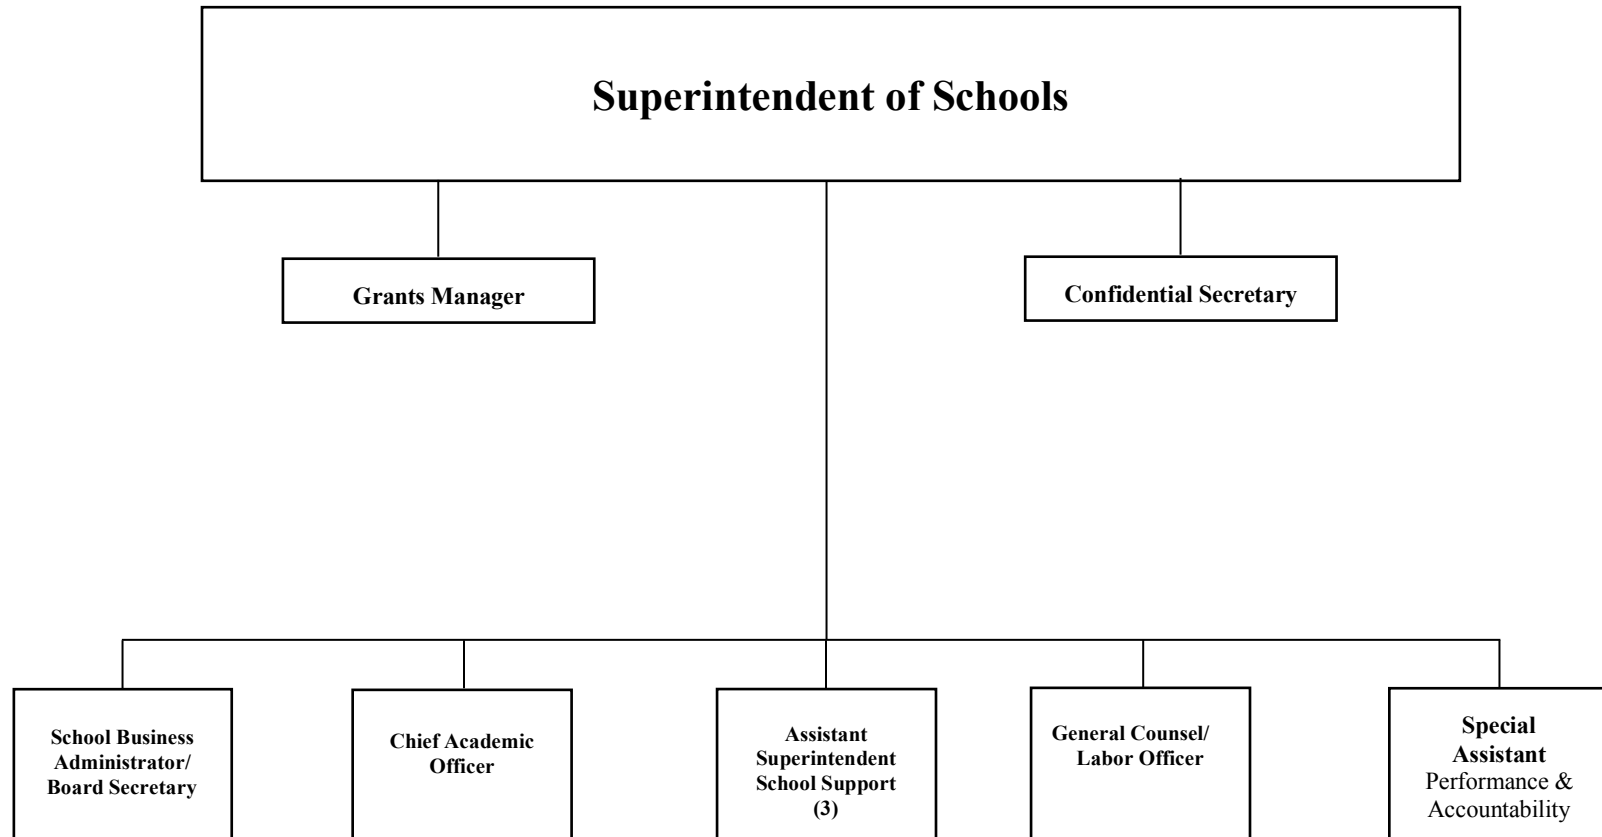 Superintendent of Schools
Grants Manager
Confidential Secretary
School Business
Administrator/
Board Secretary
Chief Academic
Officer
Assistant
Superintendent
School Support
(3)
General Counsel/
Labor Officer
Special
Assistant
Performance &
Accountability